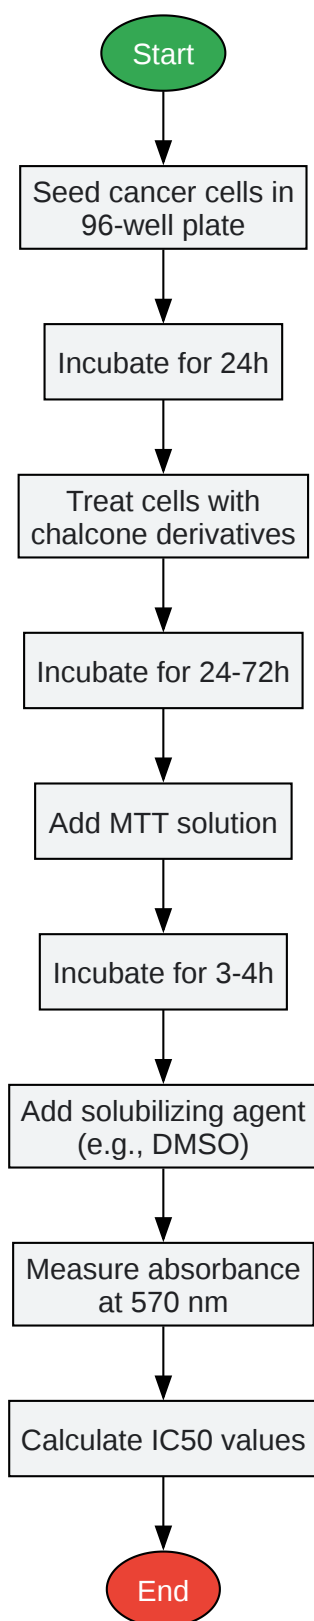 Start
Seed cancer cells in
96-well plate
Incubate for 24h
Treat cells with
chalcone derivatives
Incubate for 24-72h
Add MTT solution
Incubate for 3-4h
Add solubilizing agent
(e.g., DMSO)
Measure absorbance
at 570 nm
Calculate IC50 values
End